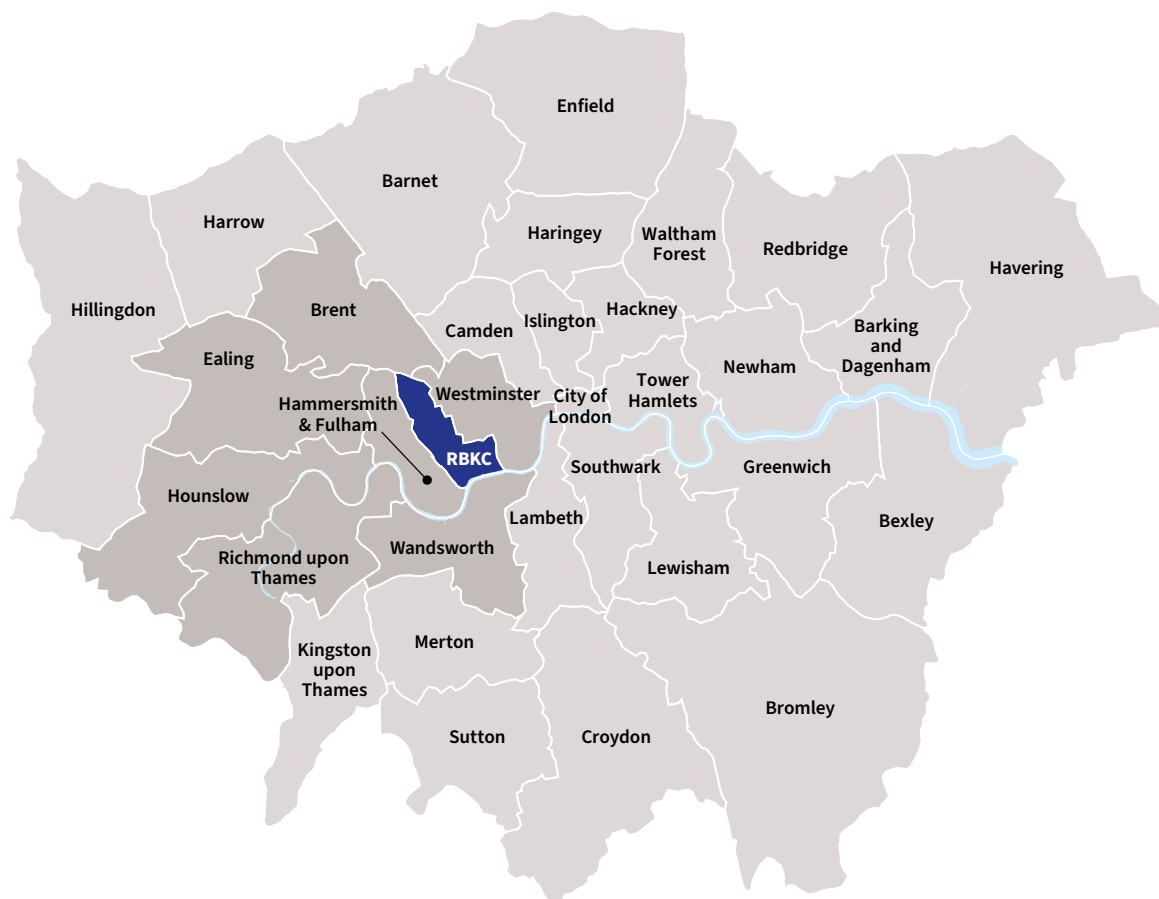 Enfield
Barnet
Harrow
Haringey
Waltham
Forest
Redbridge
Havering
Hillingdon
Brent
Camden
Islington
Hackney
Barking
and
Dagenham
Ealing
Newham
Tower
Hamlets
Westminster
City of
London
Hammersmith
& Fulham
RBKC
Southwark
Greenwich
Hounslow
Lambeth
Bexley
Wandsworth
Richmond upon
Thames
Lewisham
Merton
Kingston
upon
Thames
Bromley
Sutton
Croydon